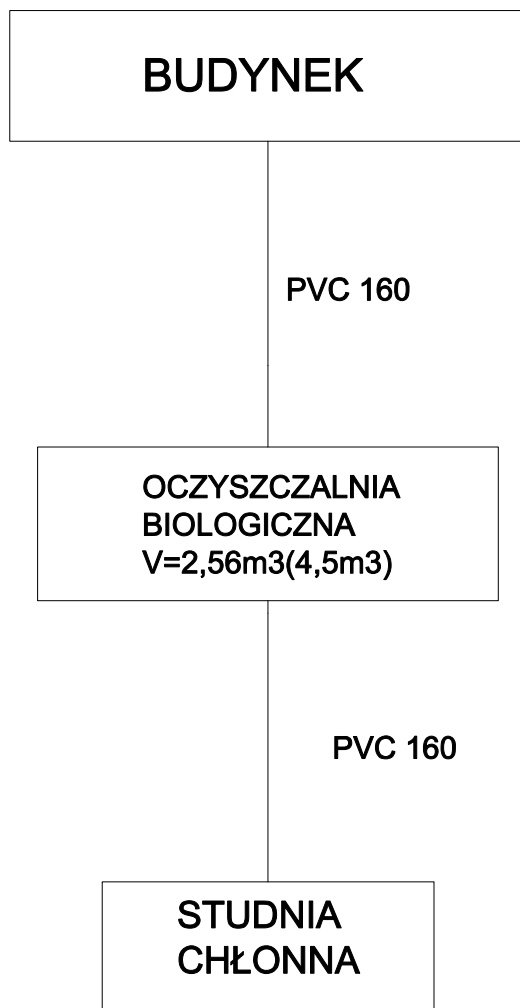 BUDYNEK
PVC 160
OCZYSZCZALNIA
BIOLOGICZNA
V=2,56m3(4,5m3)
PVC 160
STUDNIA
CHŁONNA